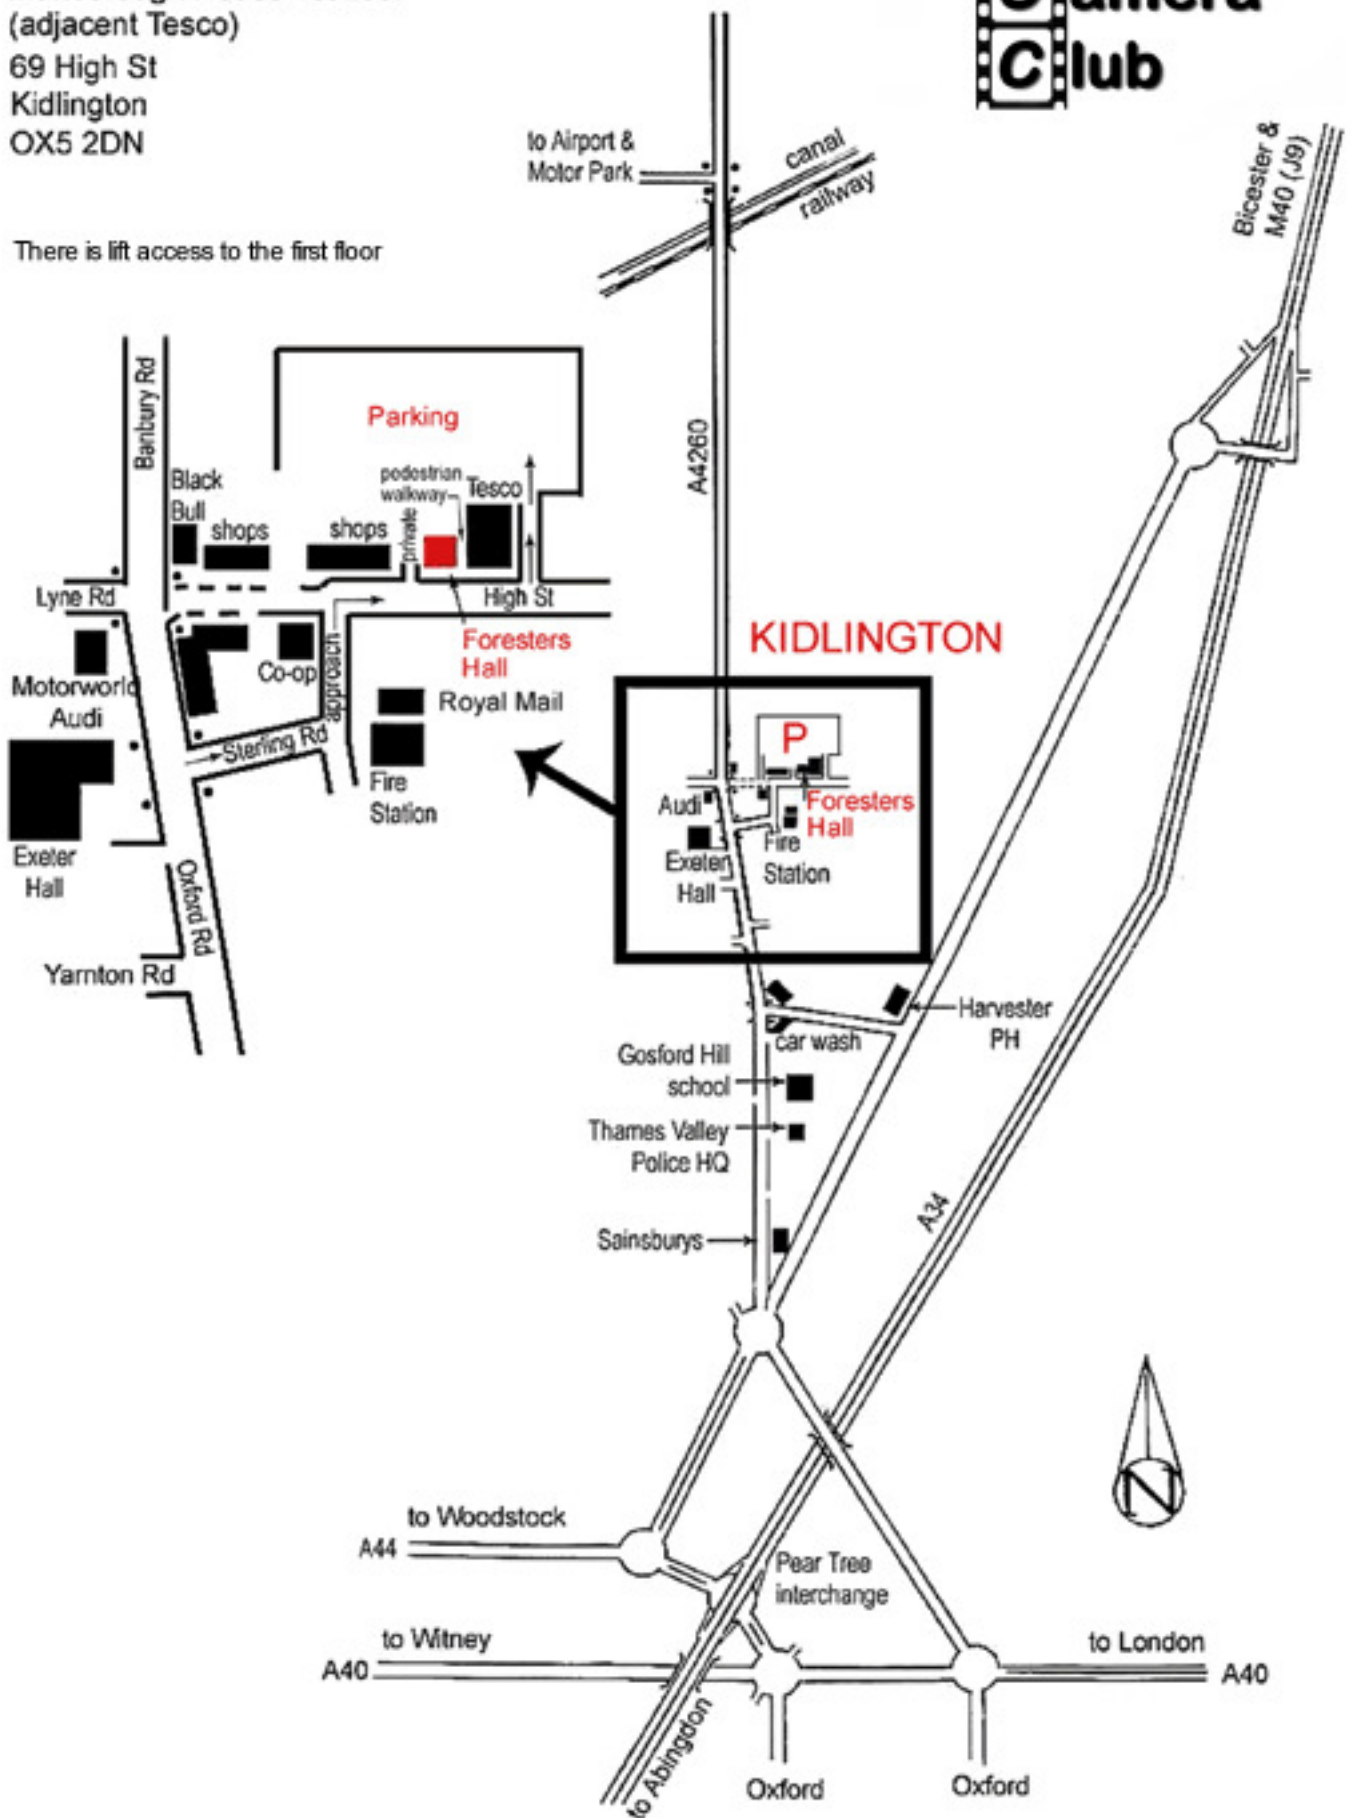 (adjacent Tesco)
69 High St
Kidlington
OX5 2DN
There is lift access to the first floor
Camera
Club
to Airport &
Motor Park
canal
railway
Bicester &
M40 (J9)
A4260
Banbury Rd
Parking
Black
Bull
shops
shops
pedestrian
walkway
private
Tesco
Lyne Rd
High St
Foresters
Hall
Co-op
approach
Motorworld
Audi
Royal Mail
Sterling Rd
Fire
Station
Exeter
Hall
Oxford Rd
Yarnton Rd
KIDLINGTON
P
Audi
Foresters
Hall
Exeter
Hall
Fire
Station
Harvester
PH
car wash
Gosford Hill
school
Thames Valley
Police HQ
Sainsburys
A34
N
to Woodstock
A44
Pear Tree
interchange
to Witney
A40
to London
A40
to Abingdon
Oxford
Oxford